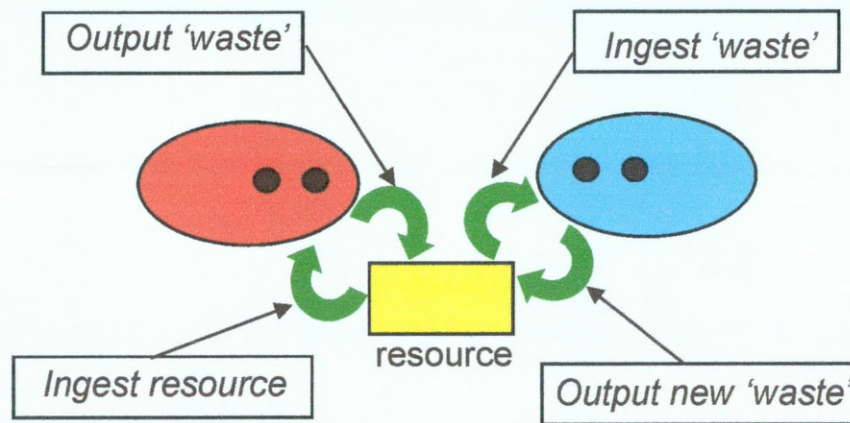 Output ‘waste’
Ingest ‘waste’
resource
Ingest resource
Output new ‘waste’